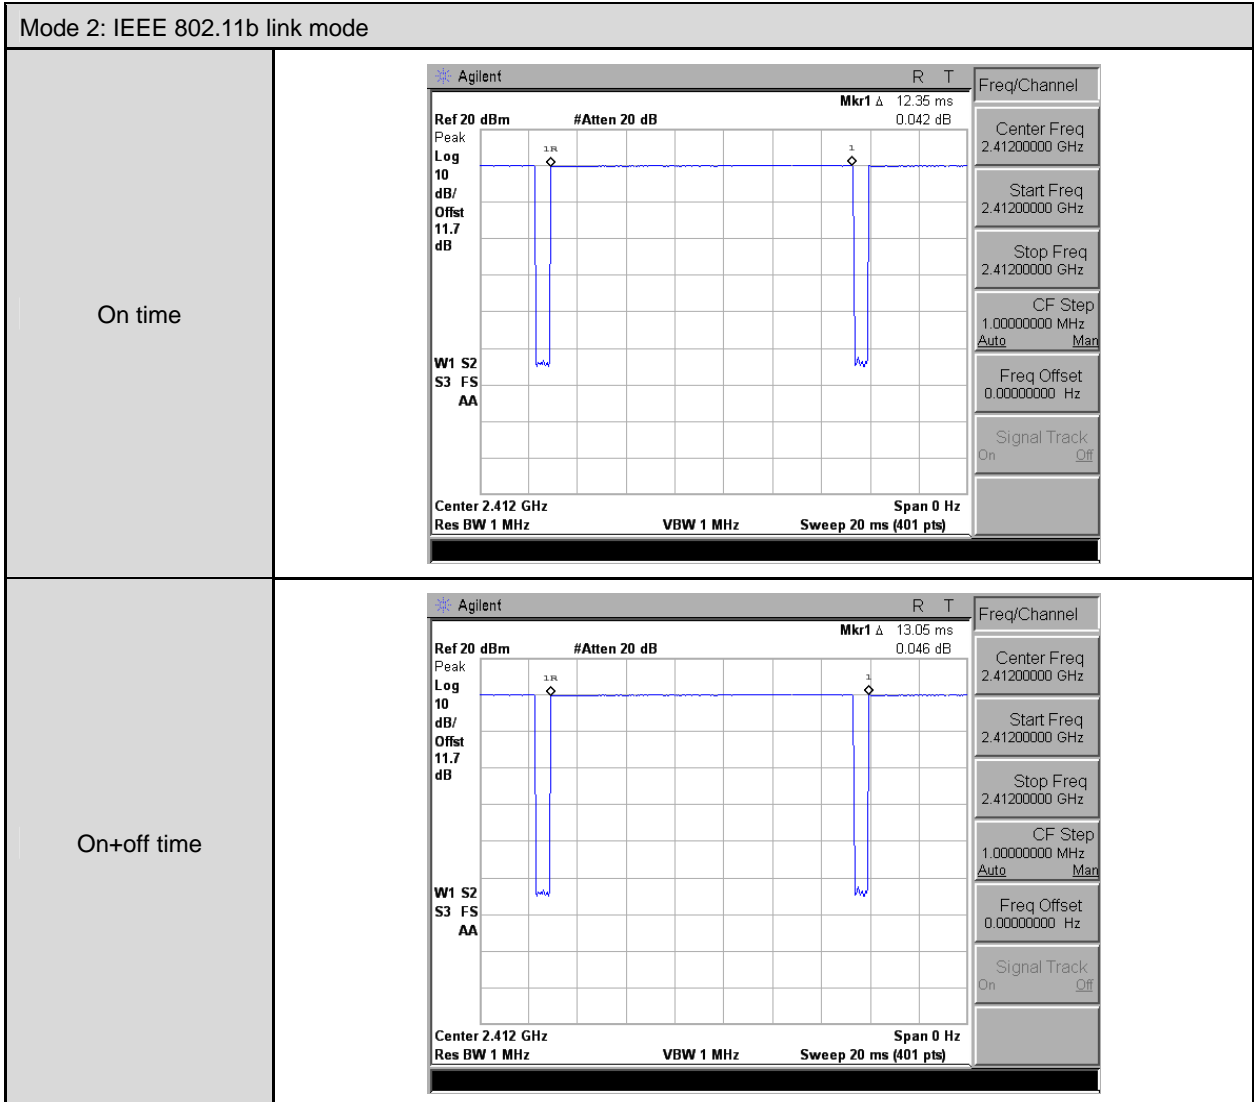 Mode 2: IEEE 802.11b link mode
On time
Agilent R T
Mkr1 Δ 12.35 ms
Ref 20 dBm #Atten 20 dB 0.042 dB
Peak
Log
10
dB/
Offst
11.7
dB
1R 1
W1 S2
S3 FS
AA
Center 2.412 GHz Span 0 Hz
Res BW 1 MHz VBW 1 MHz Sweep 20 ms (401 pts)
Freq/Channel
Center Freq
2.41200000 GHz
Start Freq
2.41200000 GHz
Stop Freq
2.41200000 GHz
CF Step
1.00000000 MHz
Auto Man
Freq Offset
0.00000000 Hz
Signal Track
On Off
On+off time
Agilent R T
Mkr1 Δ 13.05 ms
Ref 20 dBm #Atten 20 dB 0.046 dB
Peak
Log
10
dB/
Offst
11.7
dB
1R 1
W1 S2
S3 FS
AA
Center 2.412 GHz Span 0 Hz
Res BW 1 MHz VBW 1 MHz Sweep 20 ms (401 pts)
Freq/Channel
Center Freq
2.41200000 GHz
Start Freq
2.41200000 GHz
Stop Freq
2.41200000 GHz
CF Step
1.00000000 MHz
Auto Man
Freq Offset
0.00000000 Hz
Signal Track
On Off